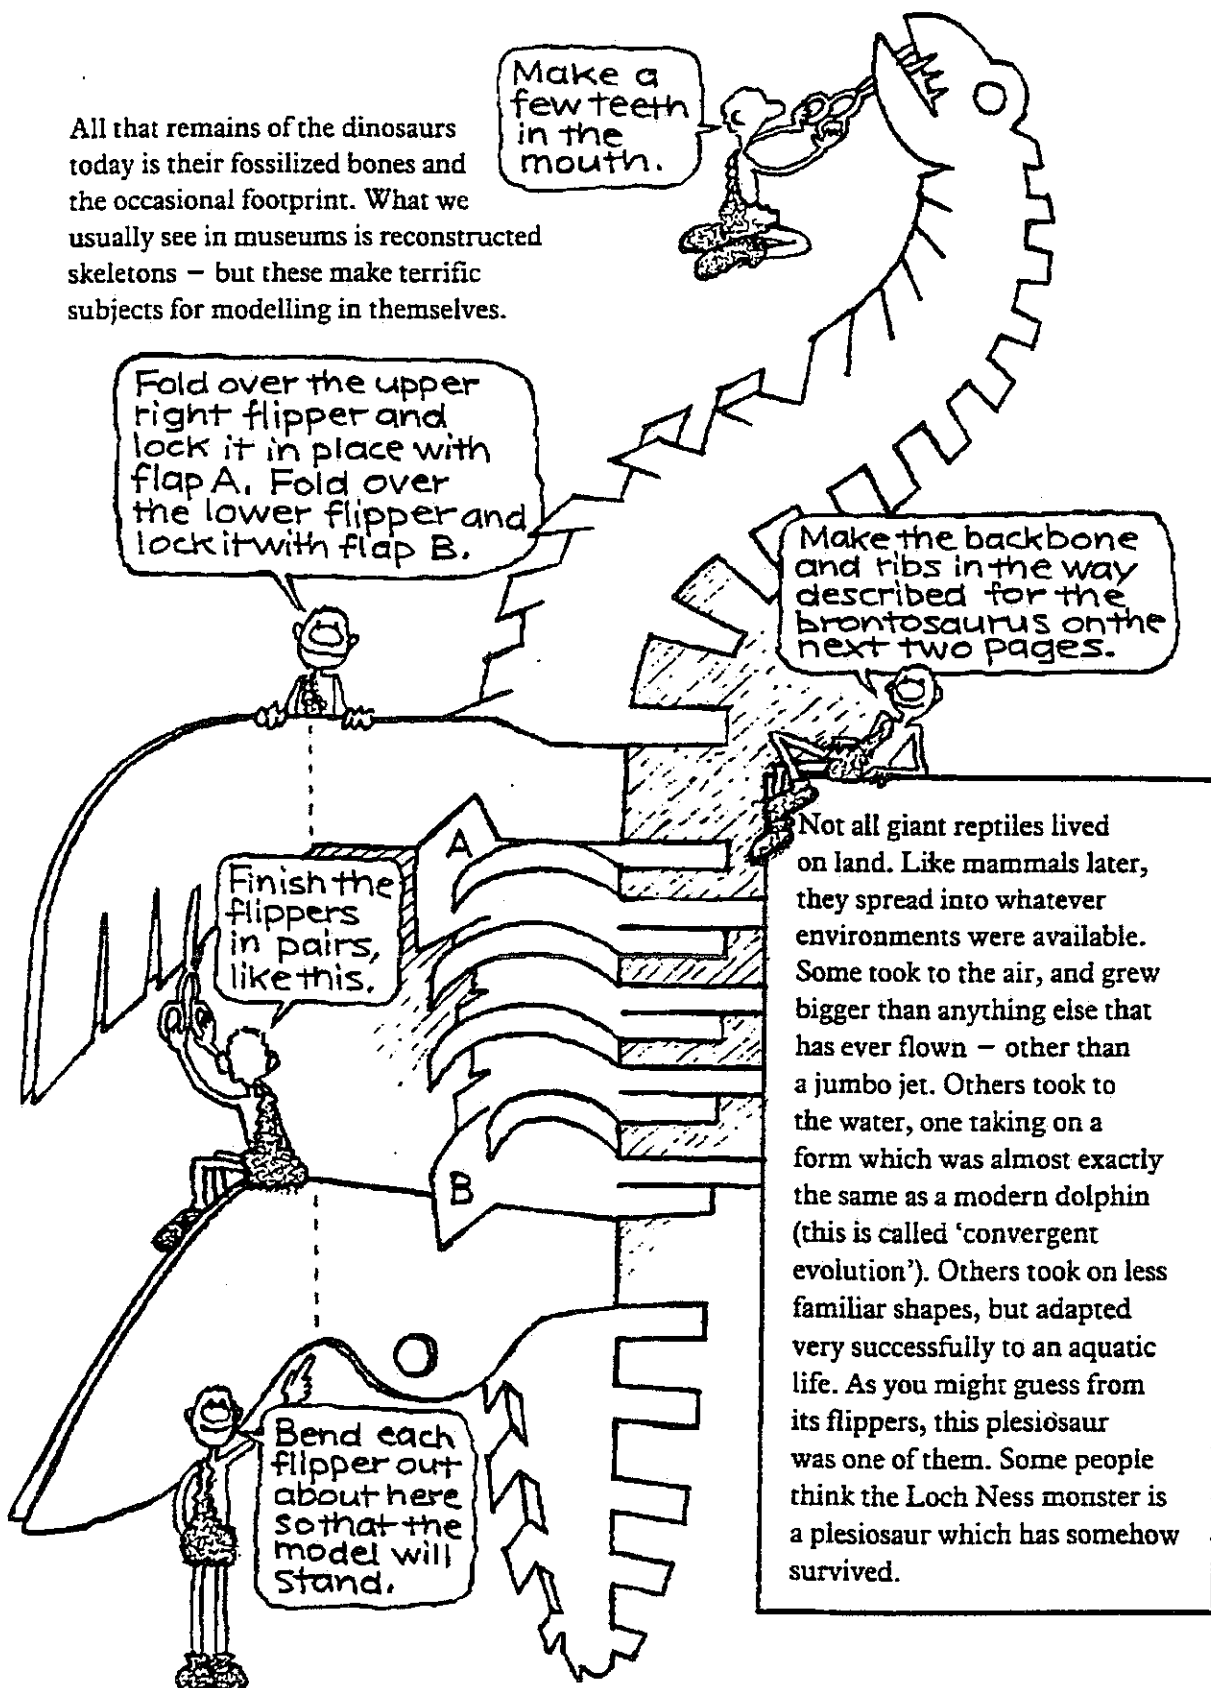 All that remains of the dinosaurs
today is their fossilized bones and
the occasional footprint. What we
usually see in museums is reconstructed
skeletons – but these make terrific
subjects for modelling in themselves.
Make a
few teeth
in the
mouth.
Fold over the upper
right flipper and
lock it in place with
flap A. Fold over
the lower flipper and
lock it with flap B.
Make the backbone
and ribs in the way
described for the
brontosaurus on the
next two pages.
A
Finish the
flippers
in pairs,
like this.
B
Bend each
flipper out
about here
so that the
model will
stand.
Not all giant reptiles lived
on land. Like mammals later,
they spread into whatever
environments were available.
Some took to the air, and grew
bigger than anything else that
has ever flown – other than
a jumbo jet. Others took to
the water, one taking on a
form which was almost exactly
the same as a modern dolphin
(this is called ‘convergent
evolution’). Others took on less
familiar shapes, but adapted
very successfully to an aquatic
life. As you might guess from
its flippers, this plesiosaur
was one of them. Some people
think the Loch Ness monster is
a plesiosaur which has somehow
survived.